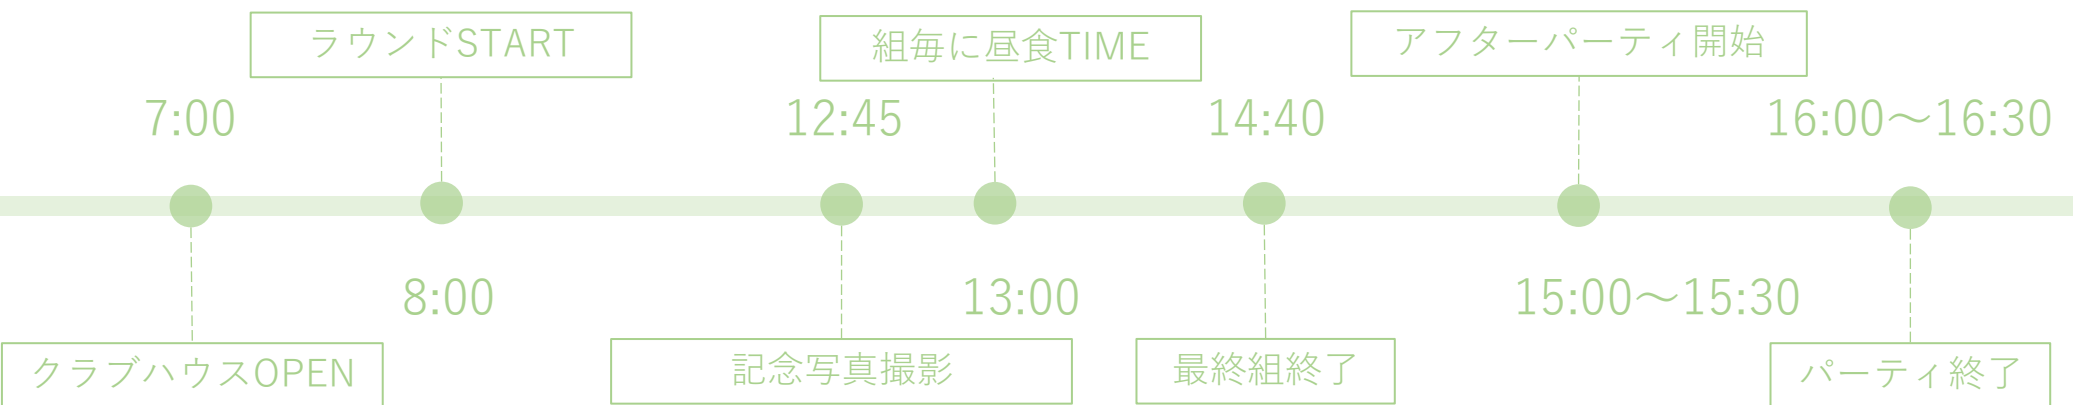 ラウンドSTART
組毎に昼食TIME
アフターパーティ開始
7:00
12:45
14:40
16:00～16:30
8:00
13:00
15:00～15:30
クラブハウスOPEN
記念写真撮影
最終組終了
パーティ終了